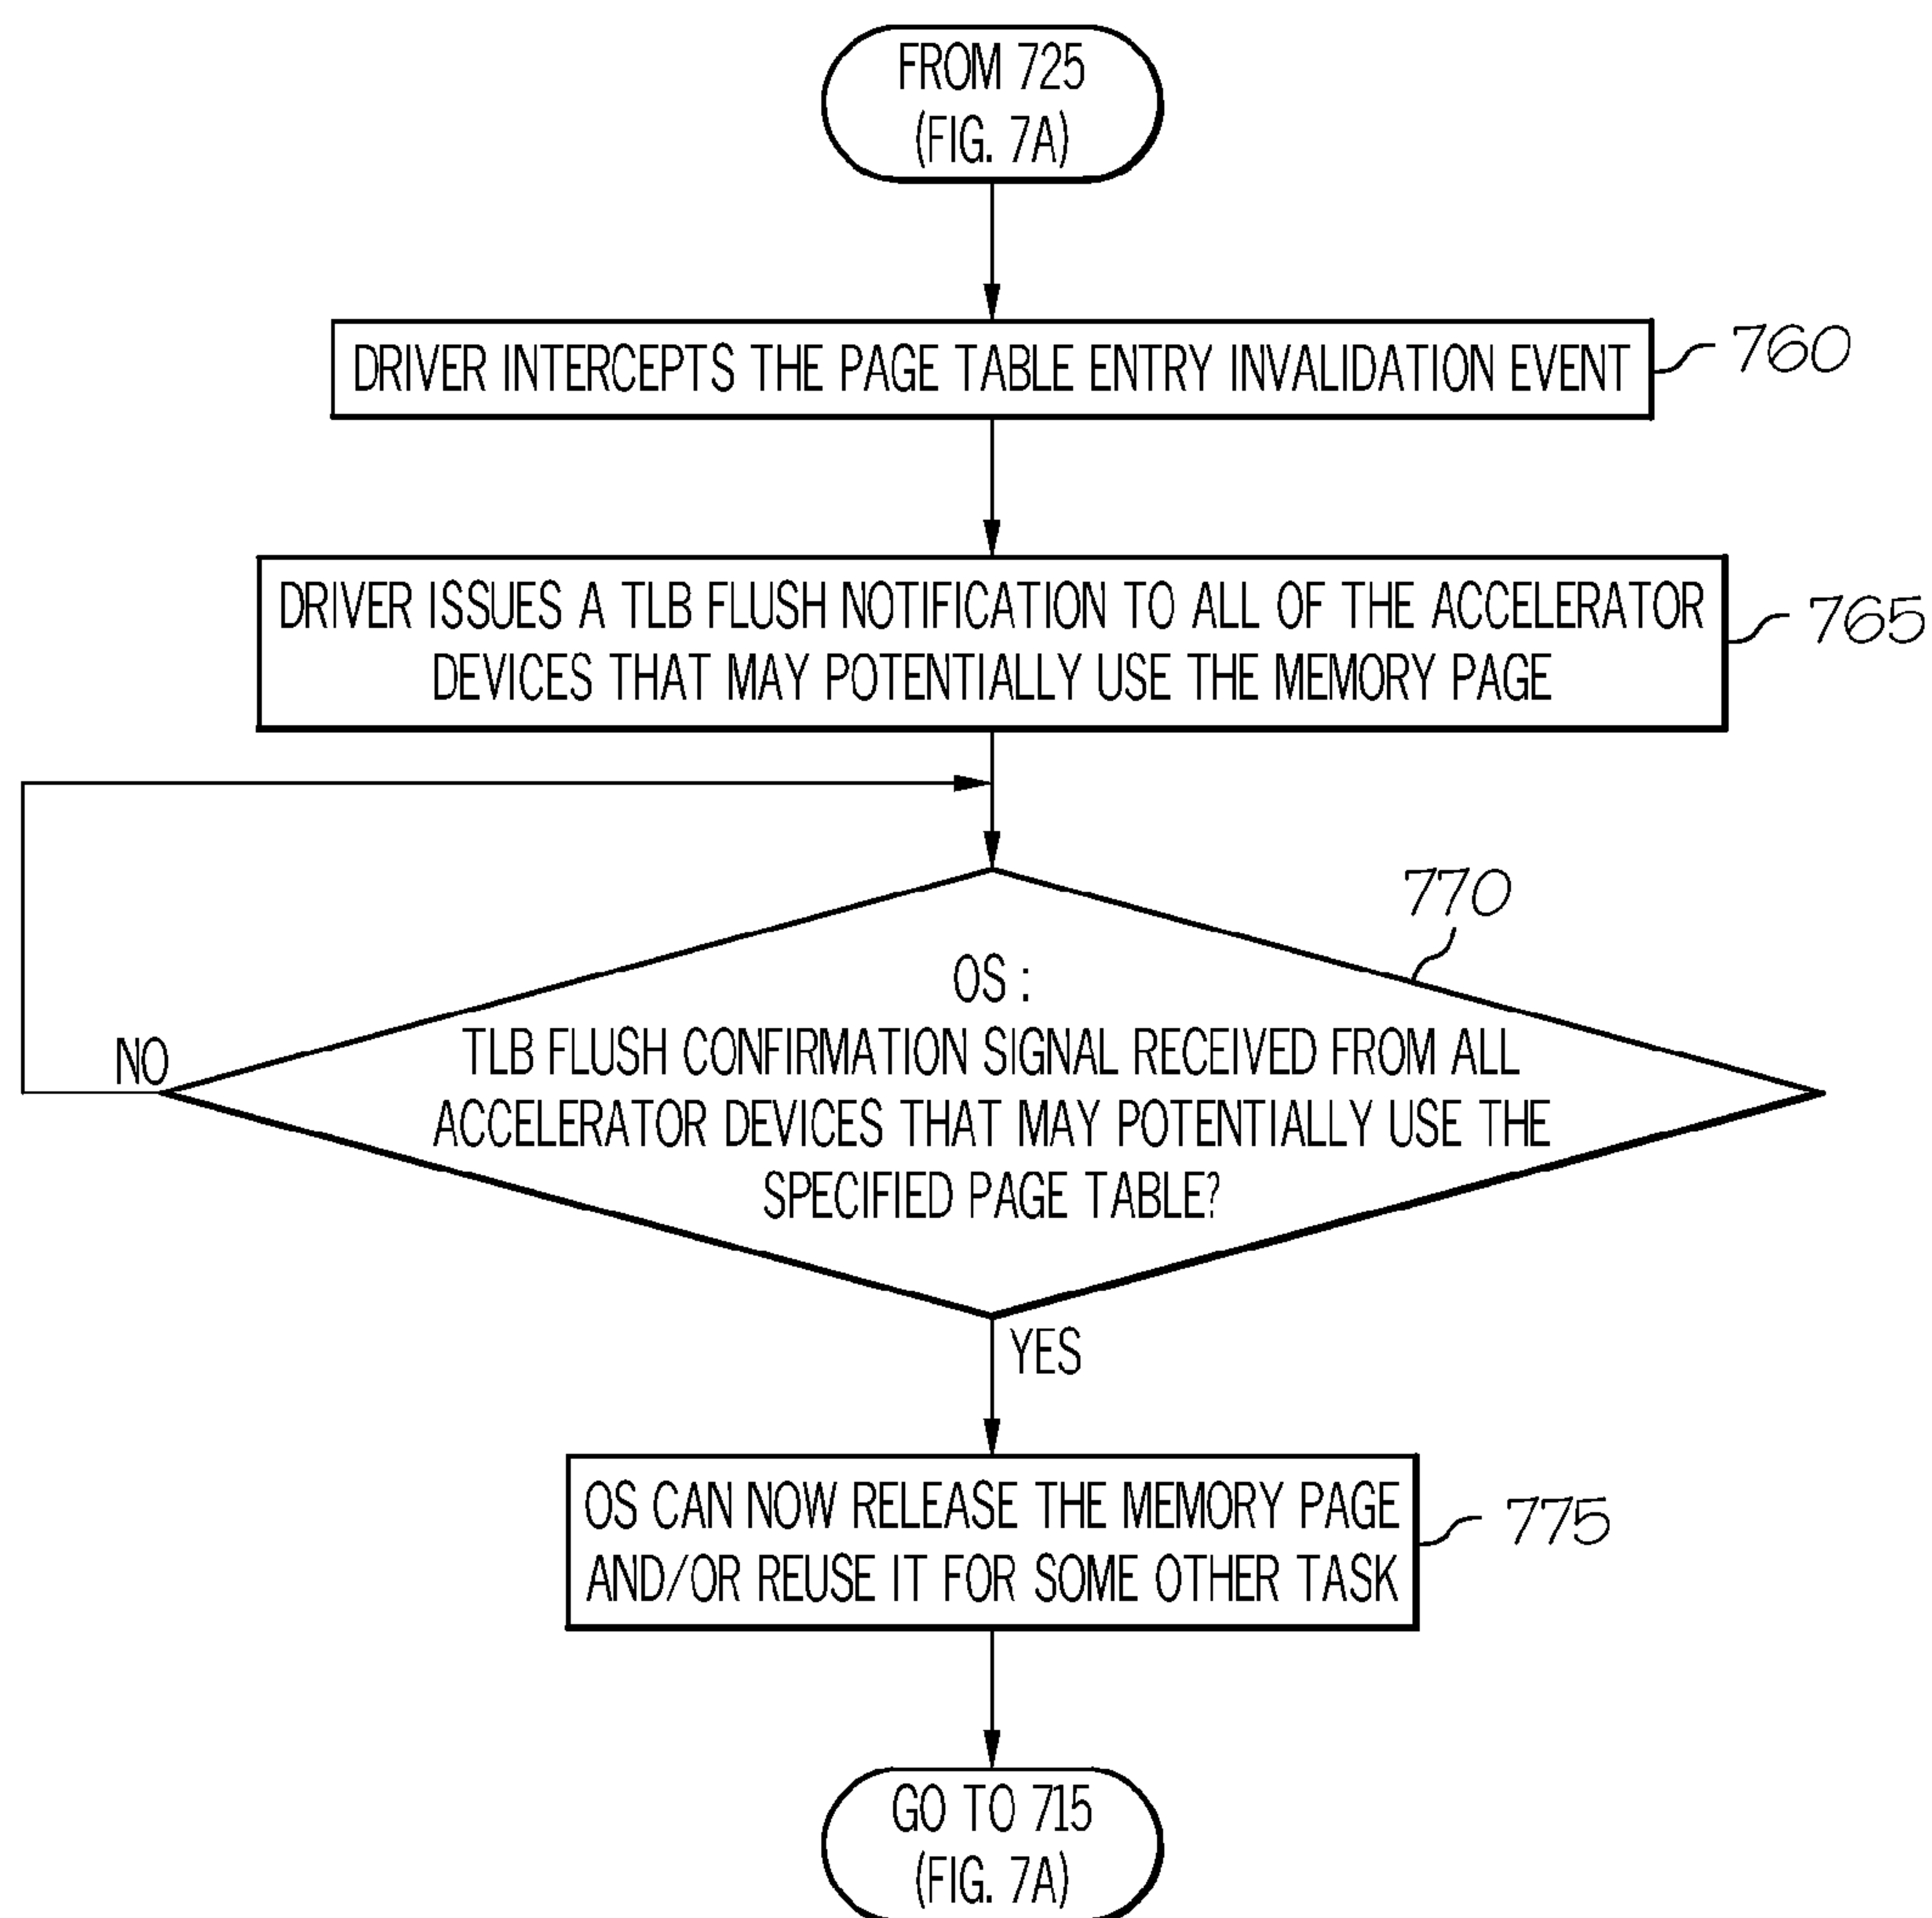 FROM 725
(FIG. 7A)
DRIVER INTERCEPTS THE PAGE TABLE ENTRY INVALIDATION EVENT
760
DRIVER ISSUES A TLB FLUSH NOTIFICATION TO ALL OF THE ACCELERATOR
DEVICES THAT MAY POTENTIALLY USE THE MEMORY PAGE
765
770
OS :
TLB FLUSH CONFIRMATION SIGNAL RECEIVED FROM ALL
ACCELERATOR DEVICES THAT MAY POTENTIALLY USE THE
SPECIFIED PAGE TABLE?
NO
YES
OS CAN NOW RELEASE THE MEMORY PAGE
AND/OR REUSE IT FOR SOME OTHER TASK
775
GO TO 715
(FIG. 7A)